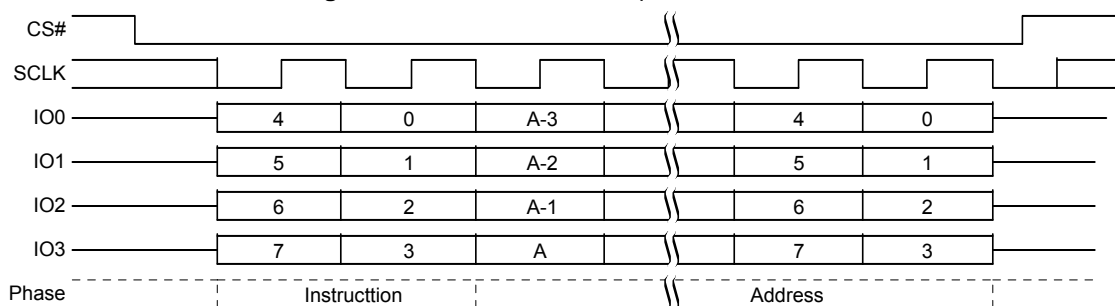 CS#
SCLK
IO0 4 0 A-3 4 0
IO1 5 1 A-2 5 1
IO2 6 2 A-1 6 2
IO3 7 3 A 7 3
Phase Instructtion Address